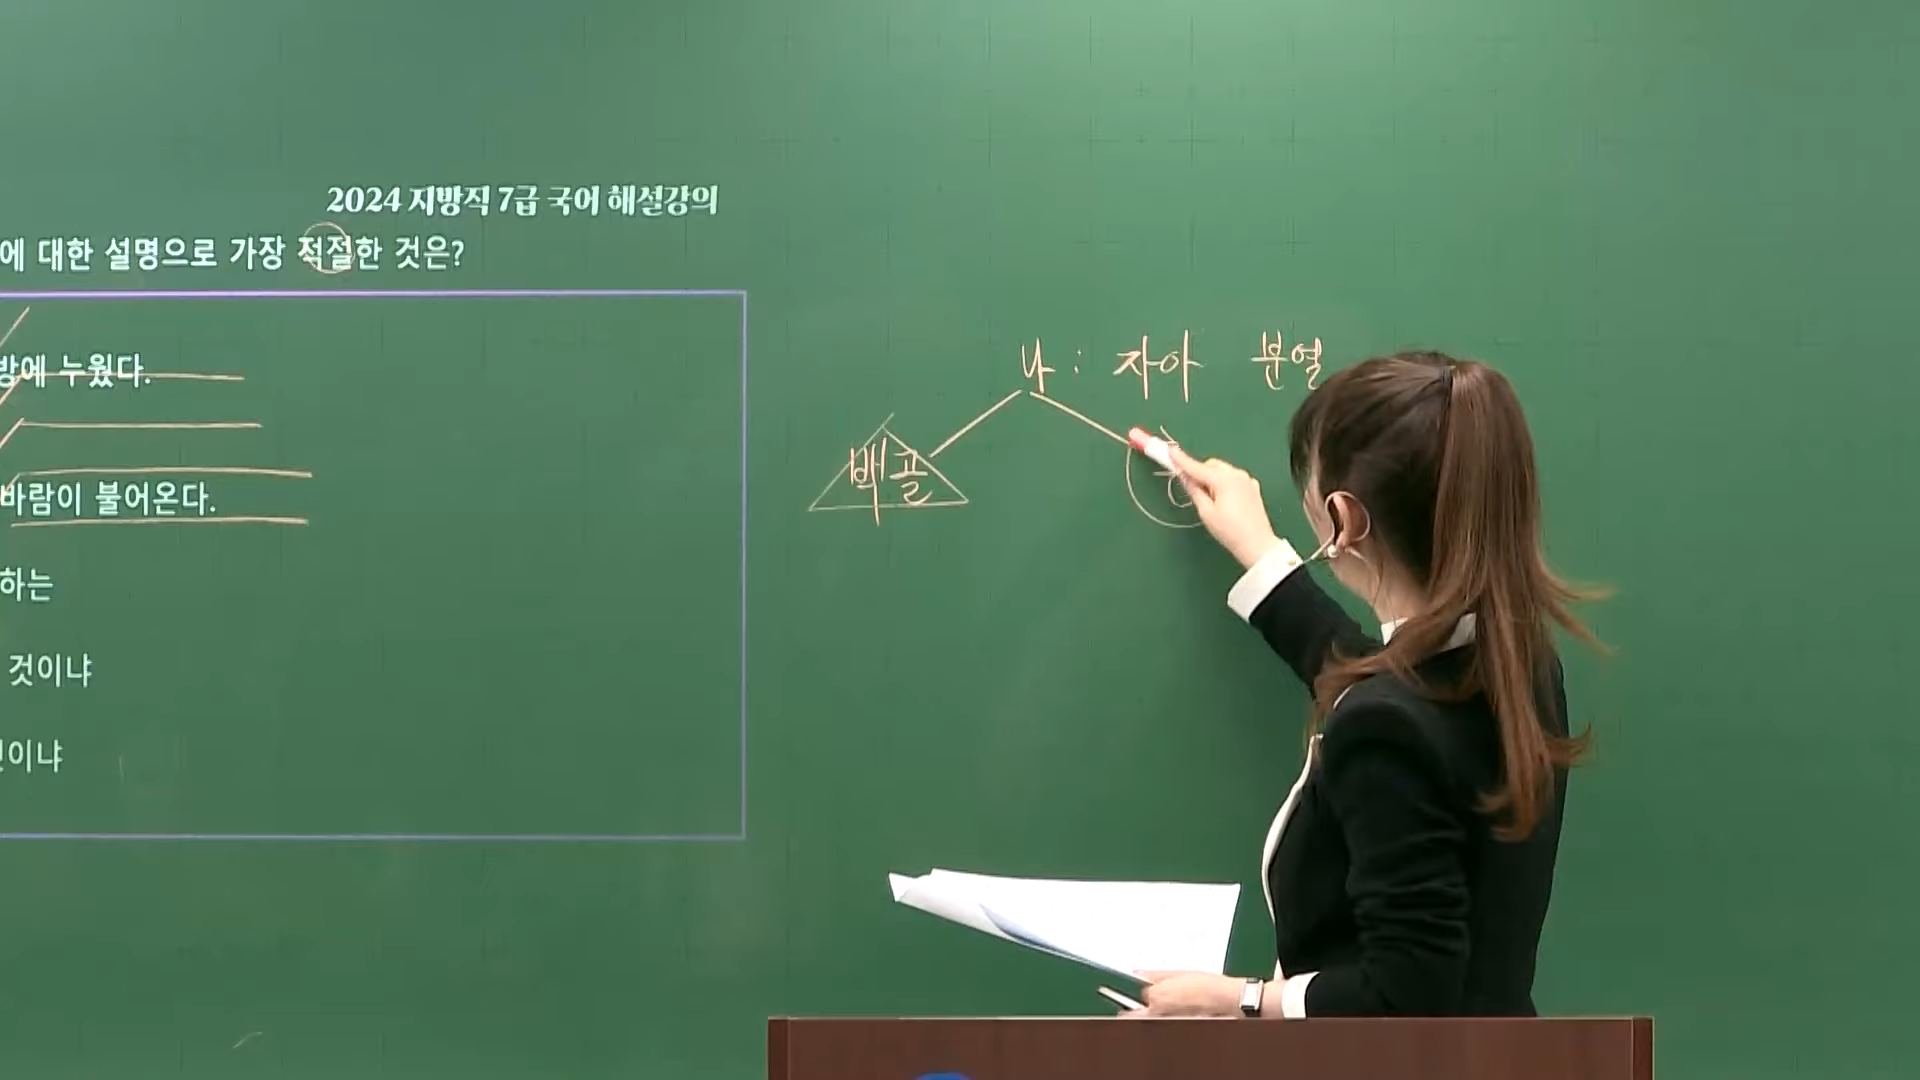 2024 지방직 7급 국어 해설강의
에 대한 설명으로 가장 적절한 것은?
방에 누웠다.
바람이 불어온다.
하는
것이냐
것이냐
나 : 자아 분열
백골